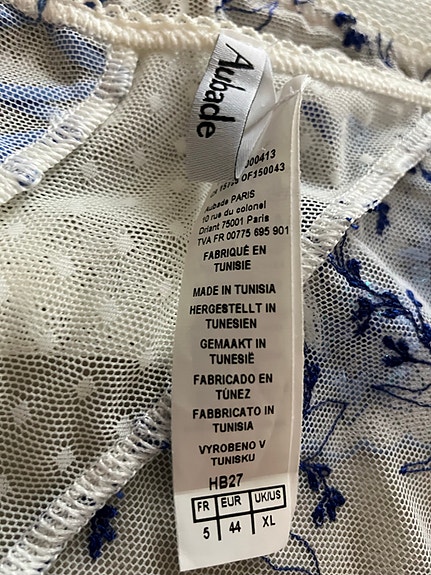 Aubade
J00413
OF150043
Aubade PARIS
10 rue du colonel
Driant 75001 Paris
TVA FR 00775 695 901
FABRIQUÉ EN
TUNISIE
MADE IN TUNISIA
HERGESTELLT IN
TUNESIEN
GEMAAKT IN
TUNESIË
FABRICADO EN
TÚNEZ
FABBRICATO IN
TUNISIA
VYROBENO V
TUNISKU
HB27
FR EUR UK/US
5 44 XL